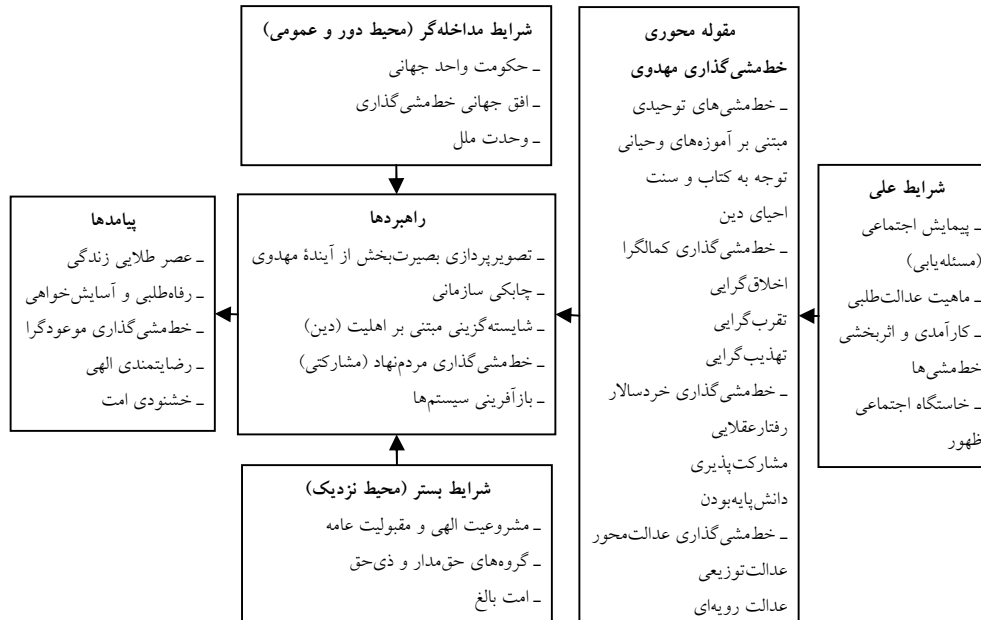 شرایط علی
ـ پیمایش اجتماعی
(مسئله‌یابی)
ـ ماهیت عدالت‌طلبی
ـ کارآمدی و اثربخشی
خط‌مشی‌ها
ـ خاستگاه اجتماعی
ظهور
مقوله محوری
خط‌مشی‌گذاری مهدوی
ـ خط‌مشی‌های توحیدی
مبتنی بر آموزه‌های وحیانی
توجه به کتاب و سنت
احیای دین
ـ خط‌مشی‌گذاری کمالگرا
اخلاق‌گرایی
تقرب‌گرایی
تهذیب‌گرایی
ـ خط‌مشی‌گذاری خردسالار
رفتارعقلایی
مشارکت‌پذیری
دانش‌پایه‌بودن
ـ خط‌مشی‌گذاری عدالت‌محور
عدالت‌توزیعی
عدالت رویه‌ای
شرایط مداخله‌گر (محیط دور و عمومی)
ـ حکومت واحد جهانی
ـ افق جهانی خط‌مشی‌گذاری
ـ وحدت ملل
راهبردها
ـ تصویرپردازی بصیرت‌بخش از آیندۀ مهدوی
ـ چابکی سازمانی
ـ شایسته‌گزینی مبتنی بر اهلیت (دین)
ـ خط‌مشی‌گذاری مردم‌نهاد (مشارکتی)
ـ بازآفرینی سیستم‌ها
شرایط بستر (محیط نزدیک)
ـ مشروعیت الهی و مقبولیت عامه
ـ گروه‌های حق‌مدار و ذی‌حق
ـ امت بالغ
پیامدها
ـ عصر طلایی زندگی
ـ رفاه‌طلبی و آسایش‌خواهی
ـ خط‌مشی‌گذاری موعودگرا
ـ رضایتمندی الهی
ـ خشنودی امت